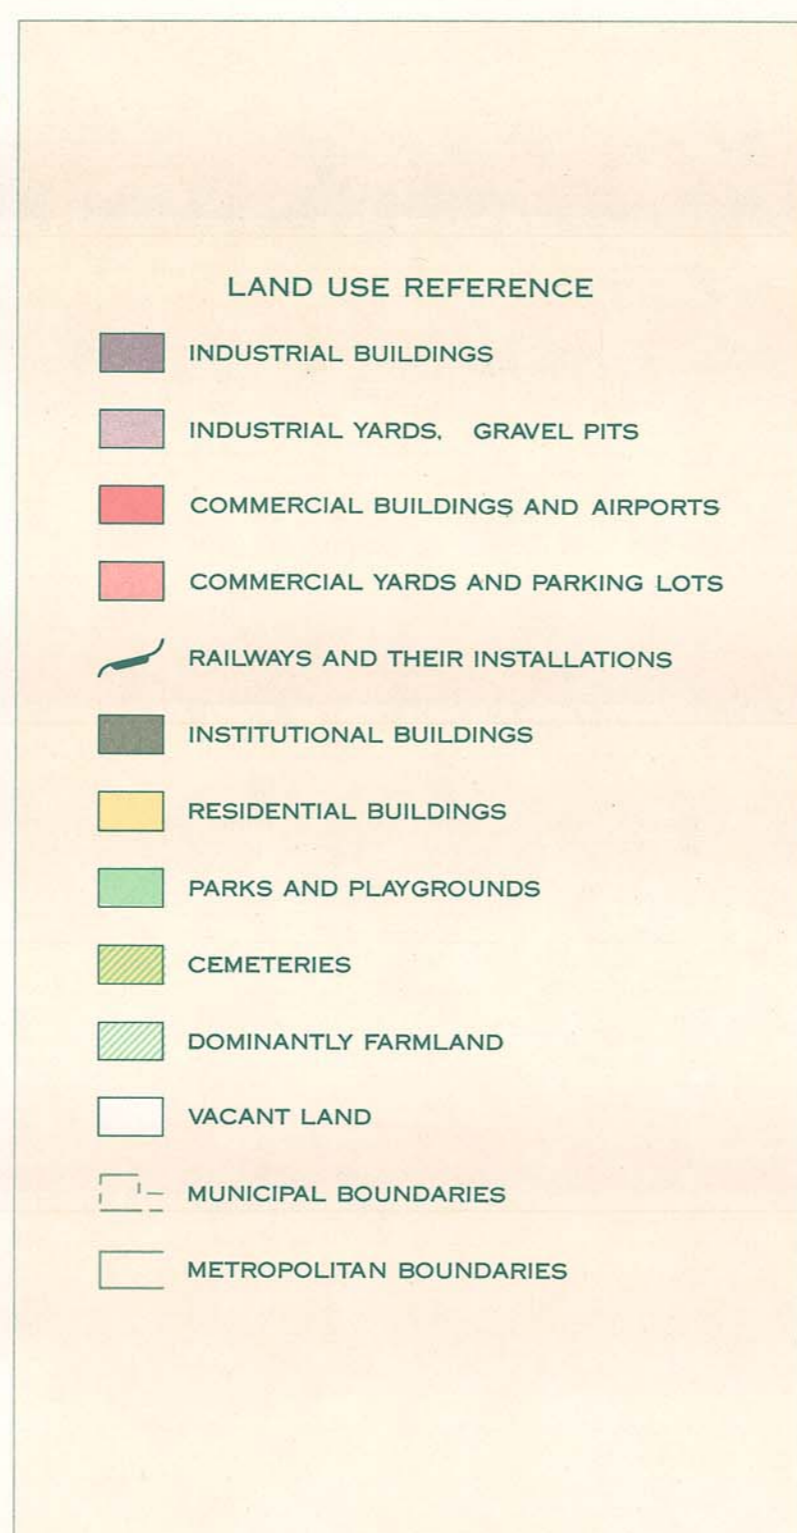 LAND USE REFERENCE
INDUSTRIAL BUILDINGS
INDUSTRIAL YARDS, GRAVEL PITS
COMMERCIAL BUILDINGS AND AIRPORTS
COMMERCIAL YARDS AND PARKING LOTS
RAILWAYS AND THEIR INSTALLATIONS
INSTITUTIONAL BUILDINGS
RESIDENTIAL BUILDINGS
PARKS AND PLAYGROUNDS
CEMETERIES
DOMINANTLY FARMLAND
VACANT LAND
MUNICIPAL BOUNDARIES
METROPOLITAN BOUNDARIES